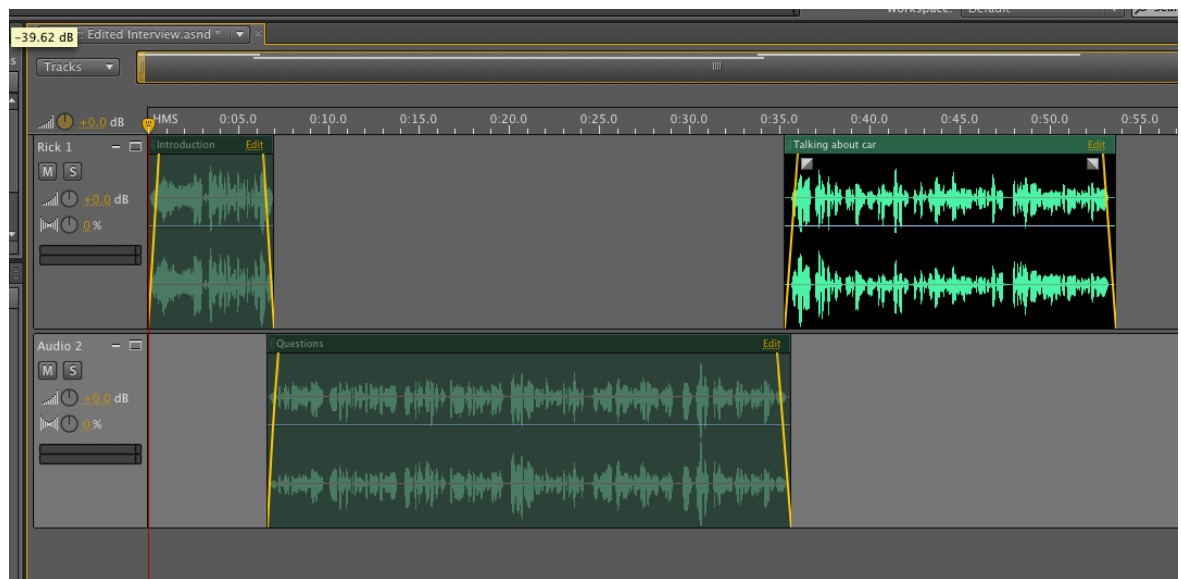 Workspace: Default
-39.62 dB
: Edited Interview.asnd *
Tracks
+0.0 dB
HMS 0:05.0 0:10.0 0:15.0 0:20.0 0:25.0 0:30.0 0:35.0 0:40.0 0:45.0 0:50.0 0:55.0
Rick 1
Introduction Edit
Talking about car Edit
M S
+0.0 dB
0 %
Audio 2
Questions Edit
M S
+0.0 dB
0 %